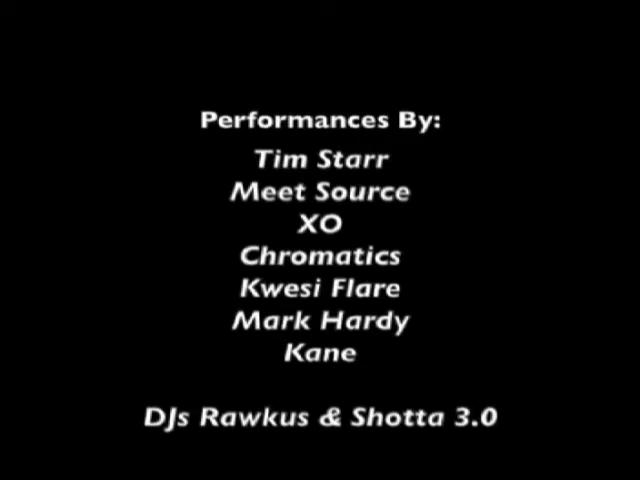 Performances By:
Tim Starr
Meet Source
XO
Chromatics
Kwesi Flare
Mark Hardy
Kane
DJs Rawkus & Shotta 3.0